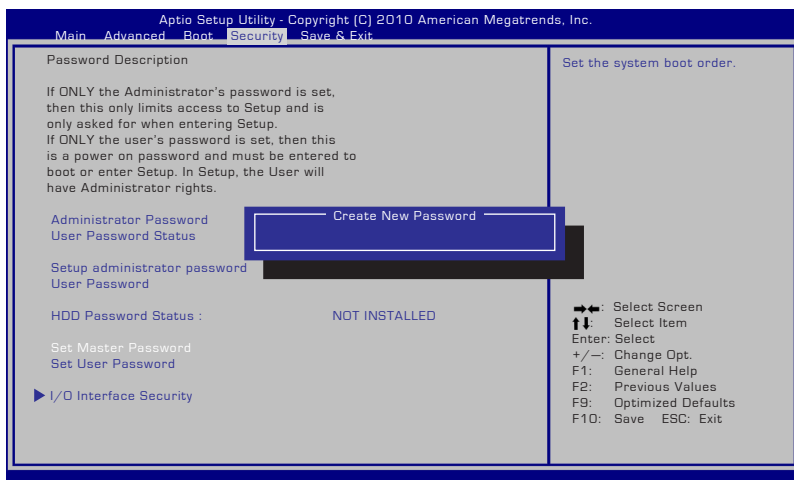 Aptio Setup Utility - Copyright (C) 2010 American Megatrends, Inc.
Main Advanced Boot Security Save & Exit
Password Description
If ONLY the Administrator's password is set,
then this only limits access to Setup and is
only asked for when entering Setup.
If ONLY the user's password is set, then this
is a power on password and must be entered to
boot or enter Setup. In Setup, the User will
have Administrator rights.
Administrator Password
User Password Status
Create New Password
Setup administrator password
User Password
HDD Password Status : NOT INSTALLED
Set Master Password
Set User Password
I/O Interface Security
Set the system boot order.
→←: Select Screen
↑↓: Select Item
Enter: Select
+/—: Change Opt.
F1: General Help
F2: Previous Values
F9: Optimized Defaults
F10: Save ESC: Exit